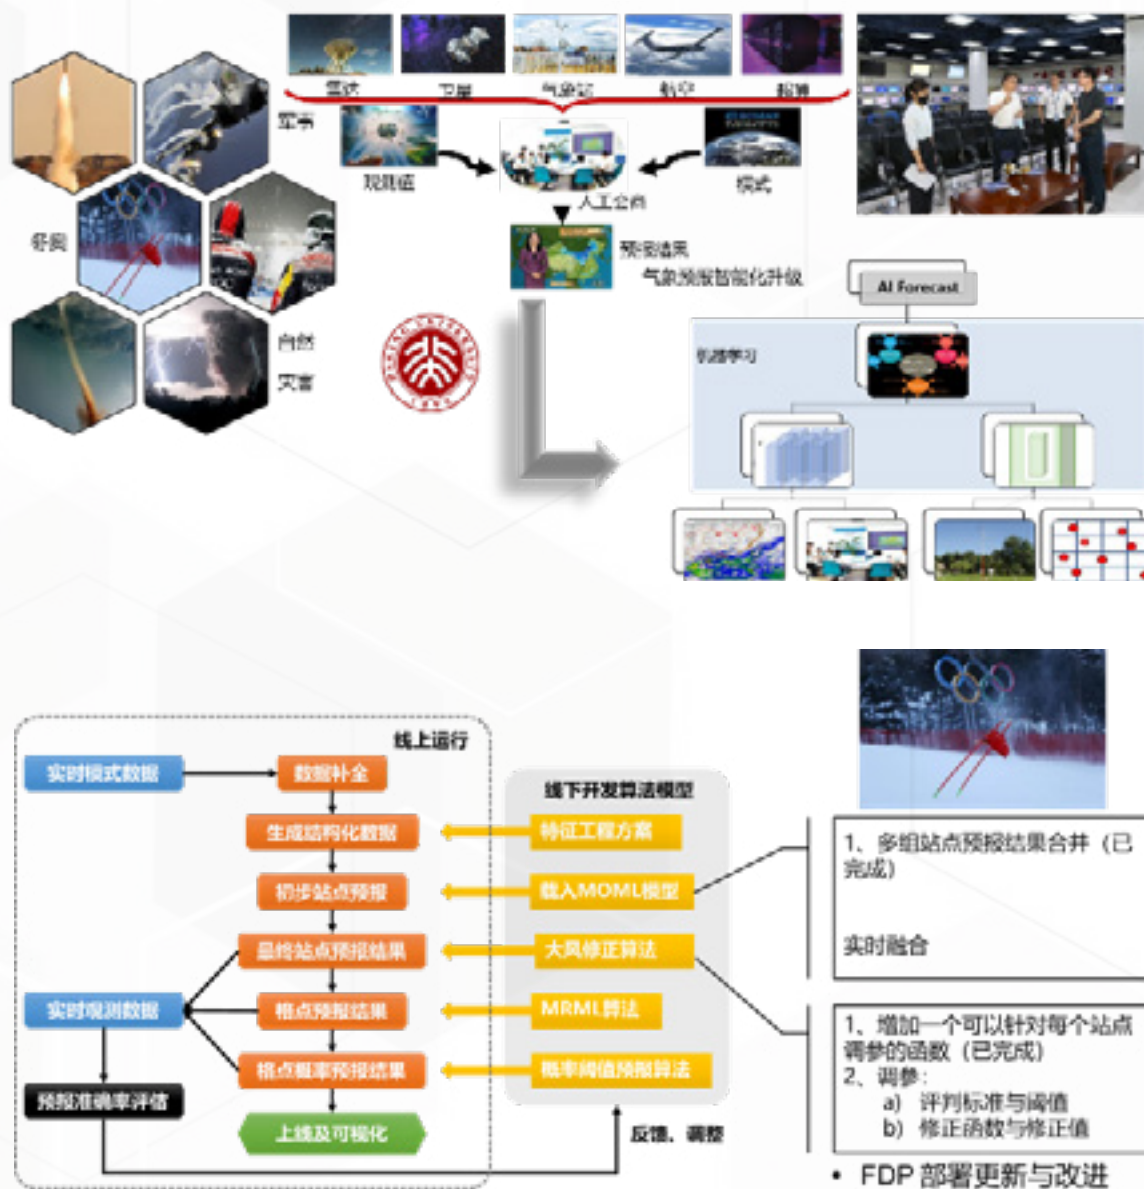 雷达
卫星
气象站
航空
超算
军事
观测值
模式
人工会商
冬奥
预报结果
气象预报智能化升级
AI Forecast
自然
灾害
机器学习
线上运行
实时模式数据
数据补全
线下开发算法模型
生成结构化数据
特征工程方案
1、多组站点预报结果合并（已
完成）
初步站点预报
载入MOML模型
最终站点预报结果
大风修正算法
实时融合
实时观测数据
格点预报结果
MRML算法
1、增加一个可以针对每个站点
调参的函数（已完成）
2、调参：
a) 评判标准与阈值
b) 修正函数与修正值
格点概率预报结果
概率阈值预报算法
预报准确率评估
上线及可视化
反馈、调整
• FDP 部署更新与改进